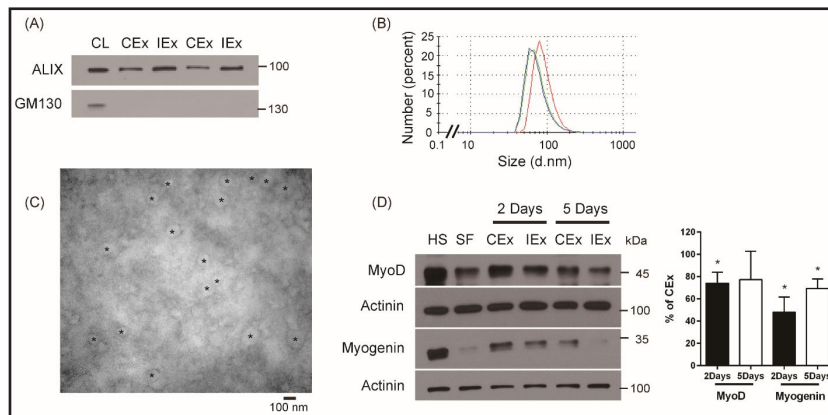 (A)
CL CEx IEx CEx IEx
ALIX
100
GM130
130
(B)
Number (percent)
25
20
15
10
5
0
0.1 10 100 1000
Size (d.nm)
(C)
* * * * * * * * * * * * * * * *
100 nm
(D)
2 Days 5 Days
HS SF CEx IEx CEx IEx kDa
MyoD
45
Actinin
100
Myogenin
35
Actinin
100
% of CEx
120
100
80
60
40
20
0
* * *
2Days 5Days 2Days 5Days
MyoD Myogenin